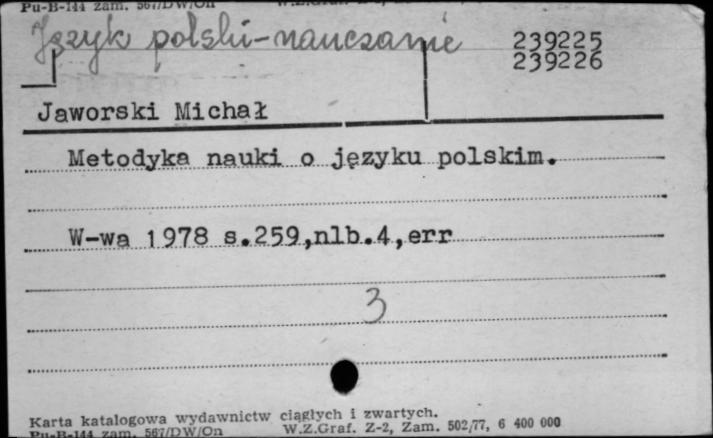 Pu-B-144 zam. 567/DW/On
Język polski-nauczanie
239225
239226
Jaworski Michał
Metodyka nauki o języku polskim.
W-wa 1978 s.259,nlb.4,err
3
Karta katalogowa wydawnictw ciągłych i zwartych.
Pu-B-144 zam. 567/DW/On W.Z.Graf. Z-2, Zam. 502/77, 6 400 000